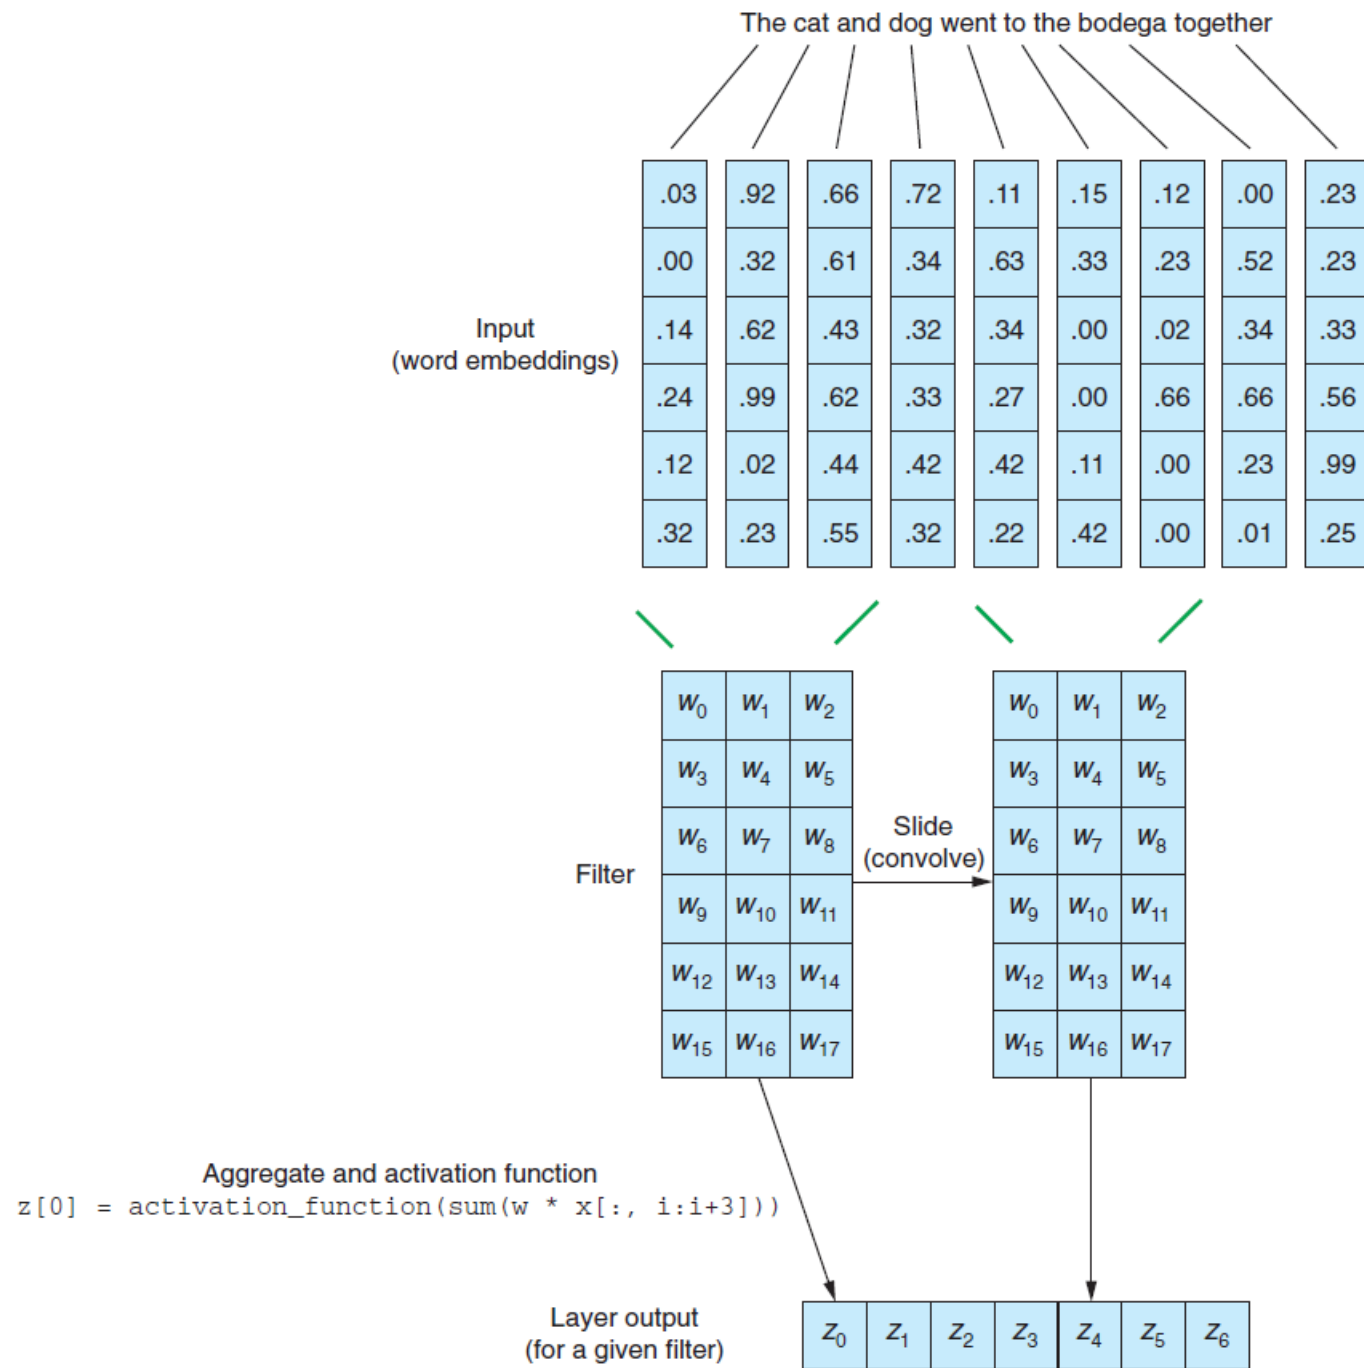 The cat and dog went to the bodega together
.03 .92 .66 .72 .11 .15 .12 .00 .23
.00 .32 .61 .34 .63 .33 .23 .52 .23
Input
(word embeddings)
.14 .62 .43 .32 .34 .00 .02 .34 .33
.24 .99 .62 .33 .27 .00 .66 .66 .56
.12 .02 .44 .42 .42 .11 .00 .23 .99
.32 .23 .55 .32 .22 .42 .00 .01 .25
w₀ w₁ w₂ w₀ w₁ w₂
w₃ w₄ w₅ w₃ w₄ w₅
w₆ w₇ w₈ w₆ w₇ w₈
Slide
(convolve)
Filter
w₉ w₁₀ w₁₁ w₉ w₁₀ w₁₁
w₁₂ w₁₃ w₁₄ w₁₂ w₁₃ w₁₄
w₁₅ w₁₆ w₁₇ w₁₅ w₁₆ w₁₇
Aggregate and activation function
z[0] = activation_function(sum(w * x[:, i:i+3]))
Layer output
(for a given filter)
z₀ z₁ z₂ z₃ z₄ z₅ z₆